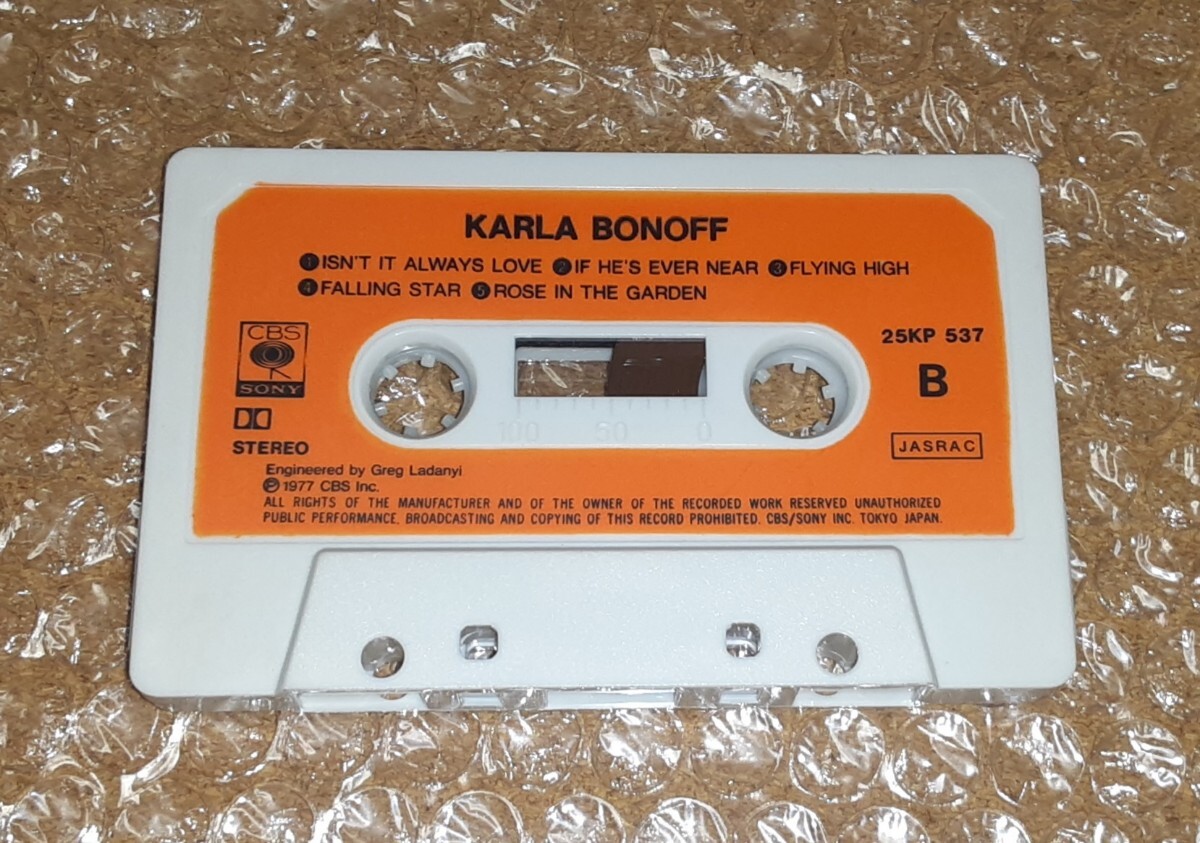 KARLA BONOFF
❶ISN'T IT ALWAYS LOVE ❷IF HE'S EVER NEAR ❸FLYING HIGH
❹FALLING STAR ❺ROSE IN THE GARDEN
CBS
SONY
25KP 537
B
STEREO
JASRAC
100 50 0
Engineered by Greg Ladanyi
Ⓟ1977 CBS Inc.
ALL RIGHTS OF THE MANUFACTURER AND OF THE OWNER OF THE RECORDED WORK RESERVED UNAUTHORIZED
PUBLIC PERFORMANCE. BROADCASTING AND COPYING OF THIS RECORD PROHIBITED. CBS/SONY INC. TOKYO JAPAN.